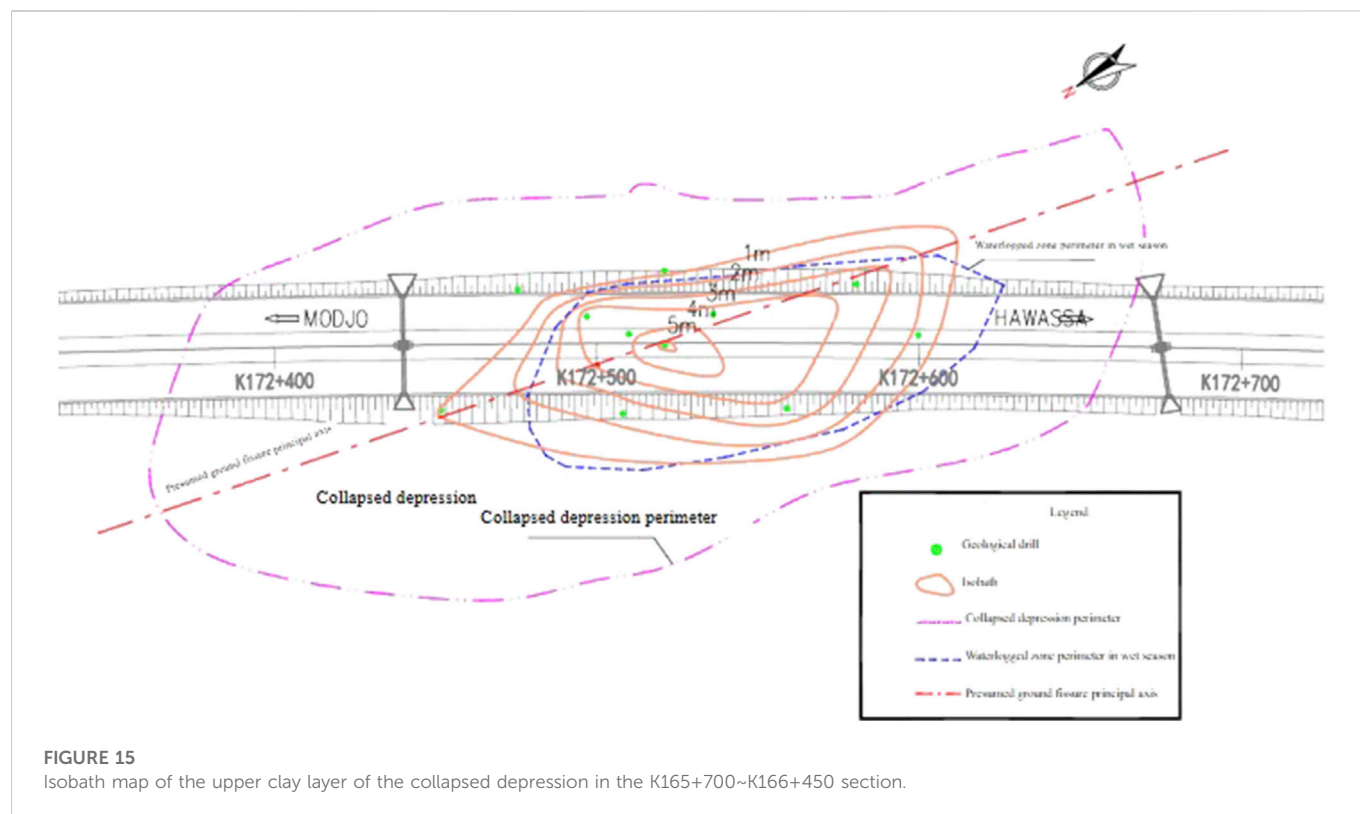 N
1m
Waterlogged zone perimeter in wet season
2m
3m
4m
5m
MODJO
HAWASSA
K172+400
K172+500
K172+600
K172+700
Presumed ground fissure principal axis
Collapsed depression
Collapsed depression perimeter
Legend
Geological drill
Isobath
Collapsed depression perimeter
Waterlogged zone perimeter in wet season
Presumed ground fissure principal axis
FIGURE 15
Isobath map of the upper clay layer of the collapsed depression in the K165+700~K166+450 section.